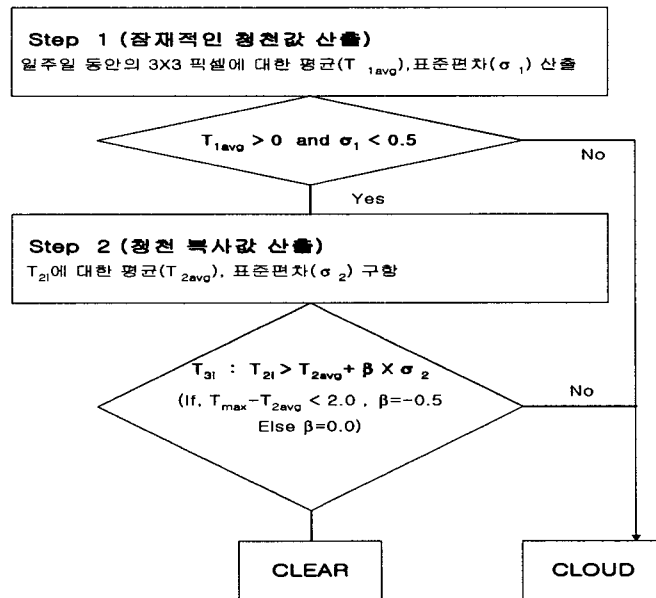 Step 1 (잠재적인 청천값 산출)
일주일 동안의 3X3 픽셀에 대한 평균(T 1avg),표준편차(σ 1) 산출
T1avg > 0 and σ1 < 0.5
No
Yes
Step 2 (청천 복사값 산출)
T2i에 대한 평균(T2avg), 표준편차(σ 2) 구함
T3i : T2i > T2avg + β X σ 2
(If, Tmax-T2avg < 2.0 , β=-0.5
Else β=0.0)
No
CLEAR
CLOUD